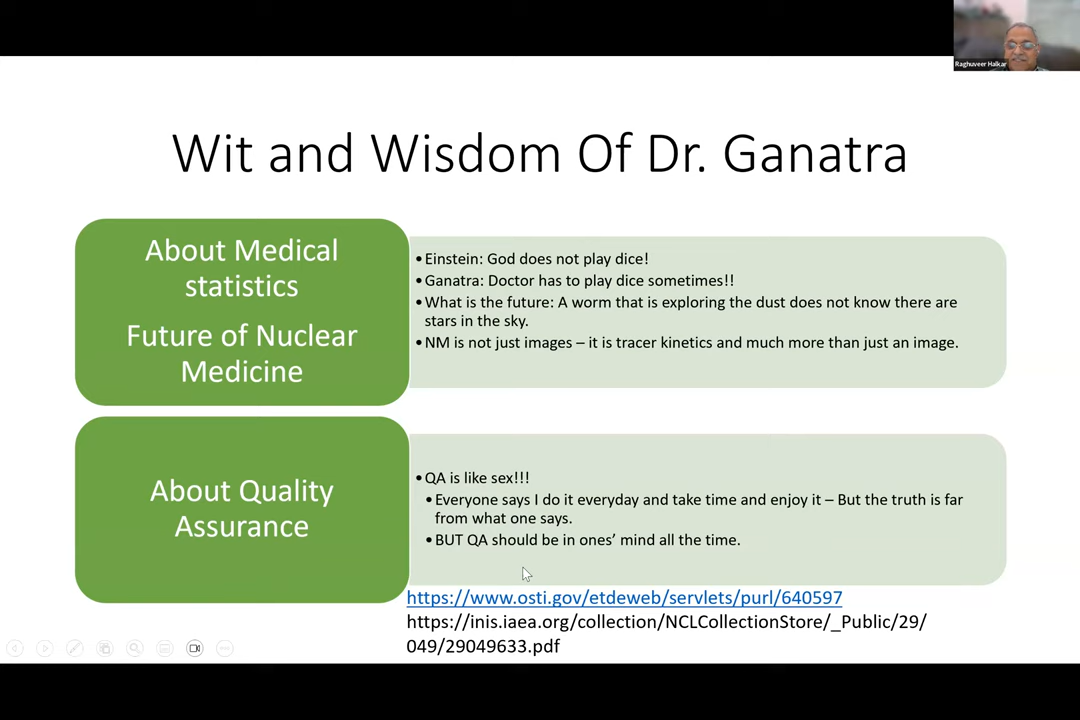 Raghuveer Halkar
Wit and Wisdom Of Dr. Ganatra
About Medical
statistics
Future of Nuclear
Medicine
•Einstein: God does not play dice!
•Ganatra: Doctor has to play dice sometimes!!
•What is the future: A worm that is exploring the dust does not know there are
stars in the sky.
•NM is not just images – it is tracer kinetics and much more than just an image.
About Quality
Assurance
•QA is like sex!!!
•Everyone says I do it everyday and take time and enjoy it – But the truth is far
from what one says.
•BUT QA should be in ones’ mind all the time.
https://www.osti.gov/etdeweb/servlets/purl/640597
https://inis.iaea.org/collection/NCLCollectionStore/_Public/29/
049/29049633.pdf